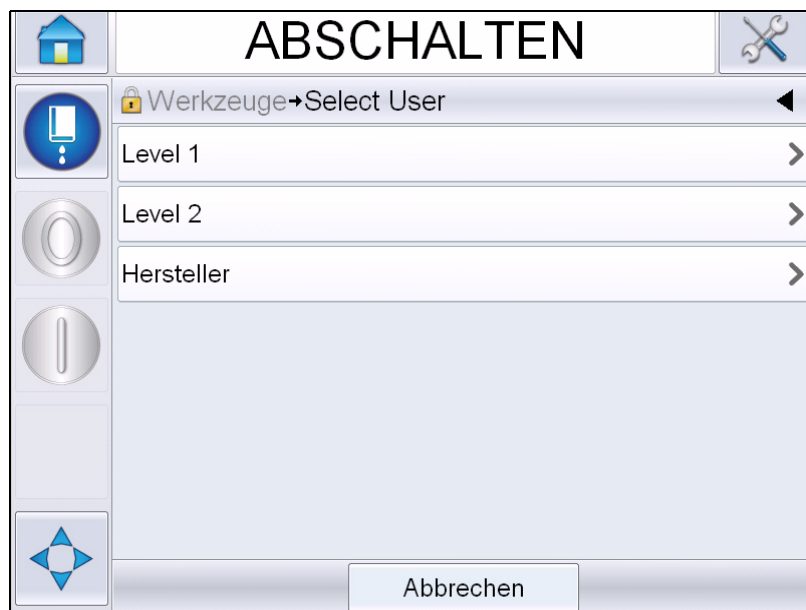 ABSCHALTEN
Werkzeuge→Select User
Level 1
Level 2
Hersteller
Abbrechen